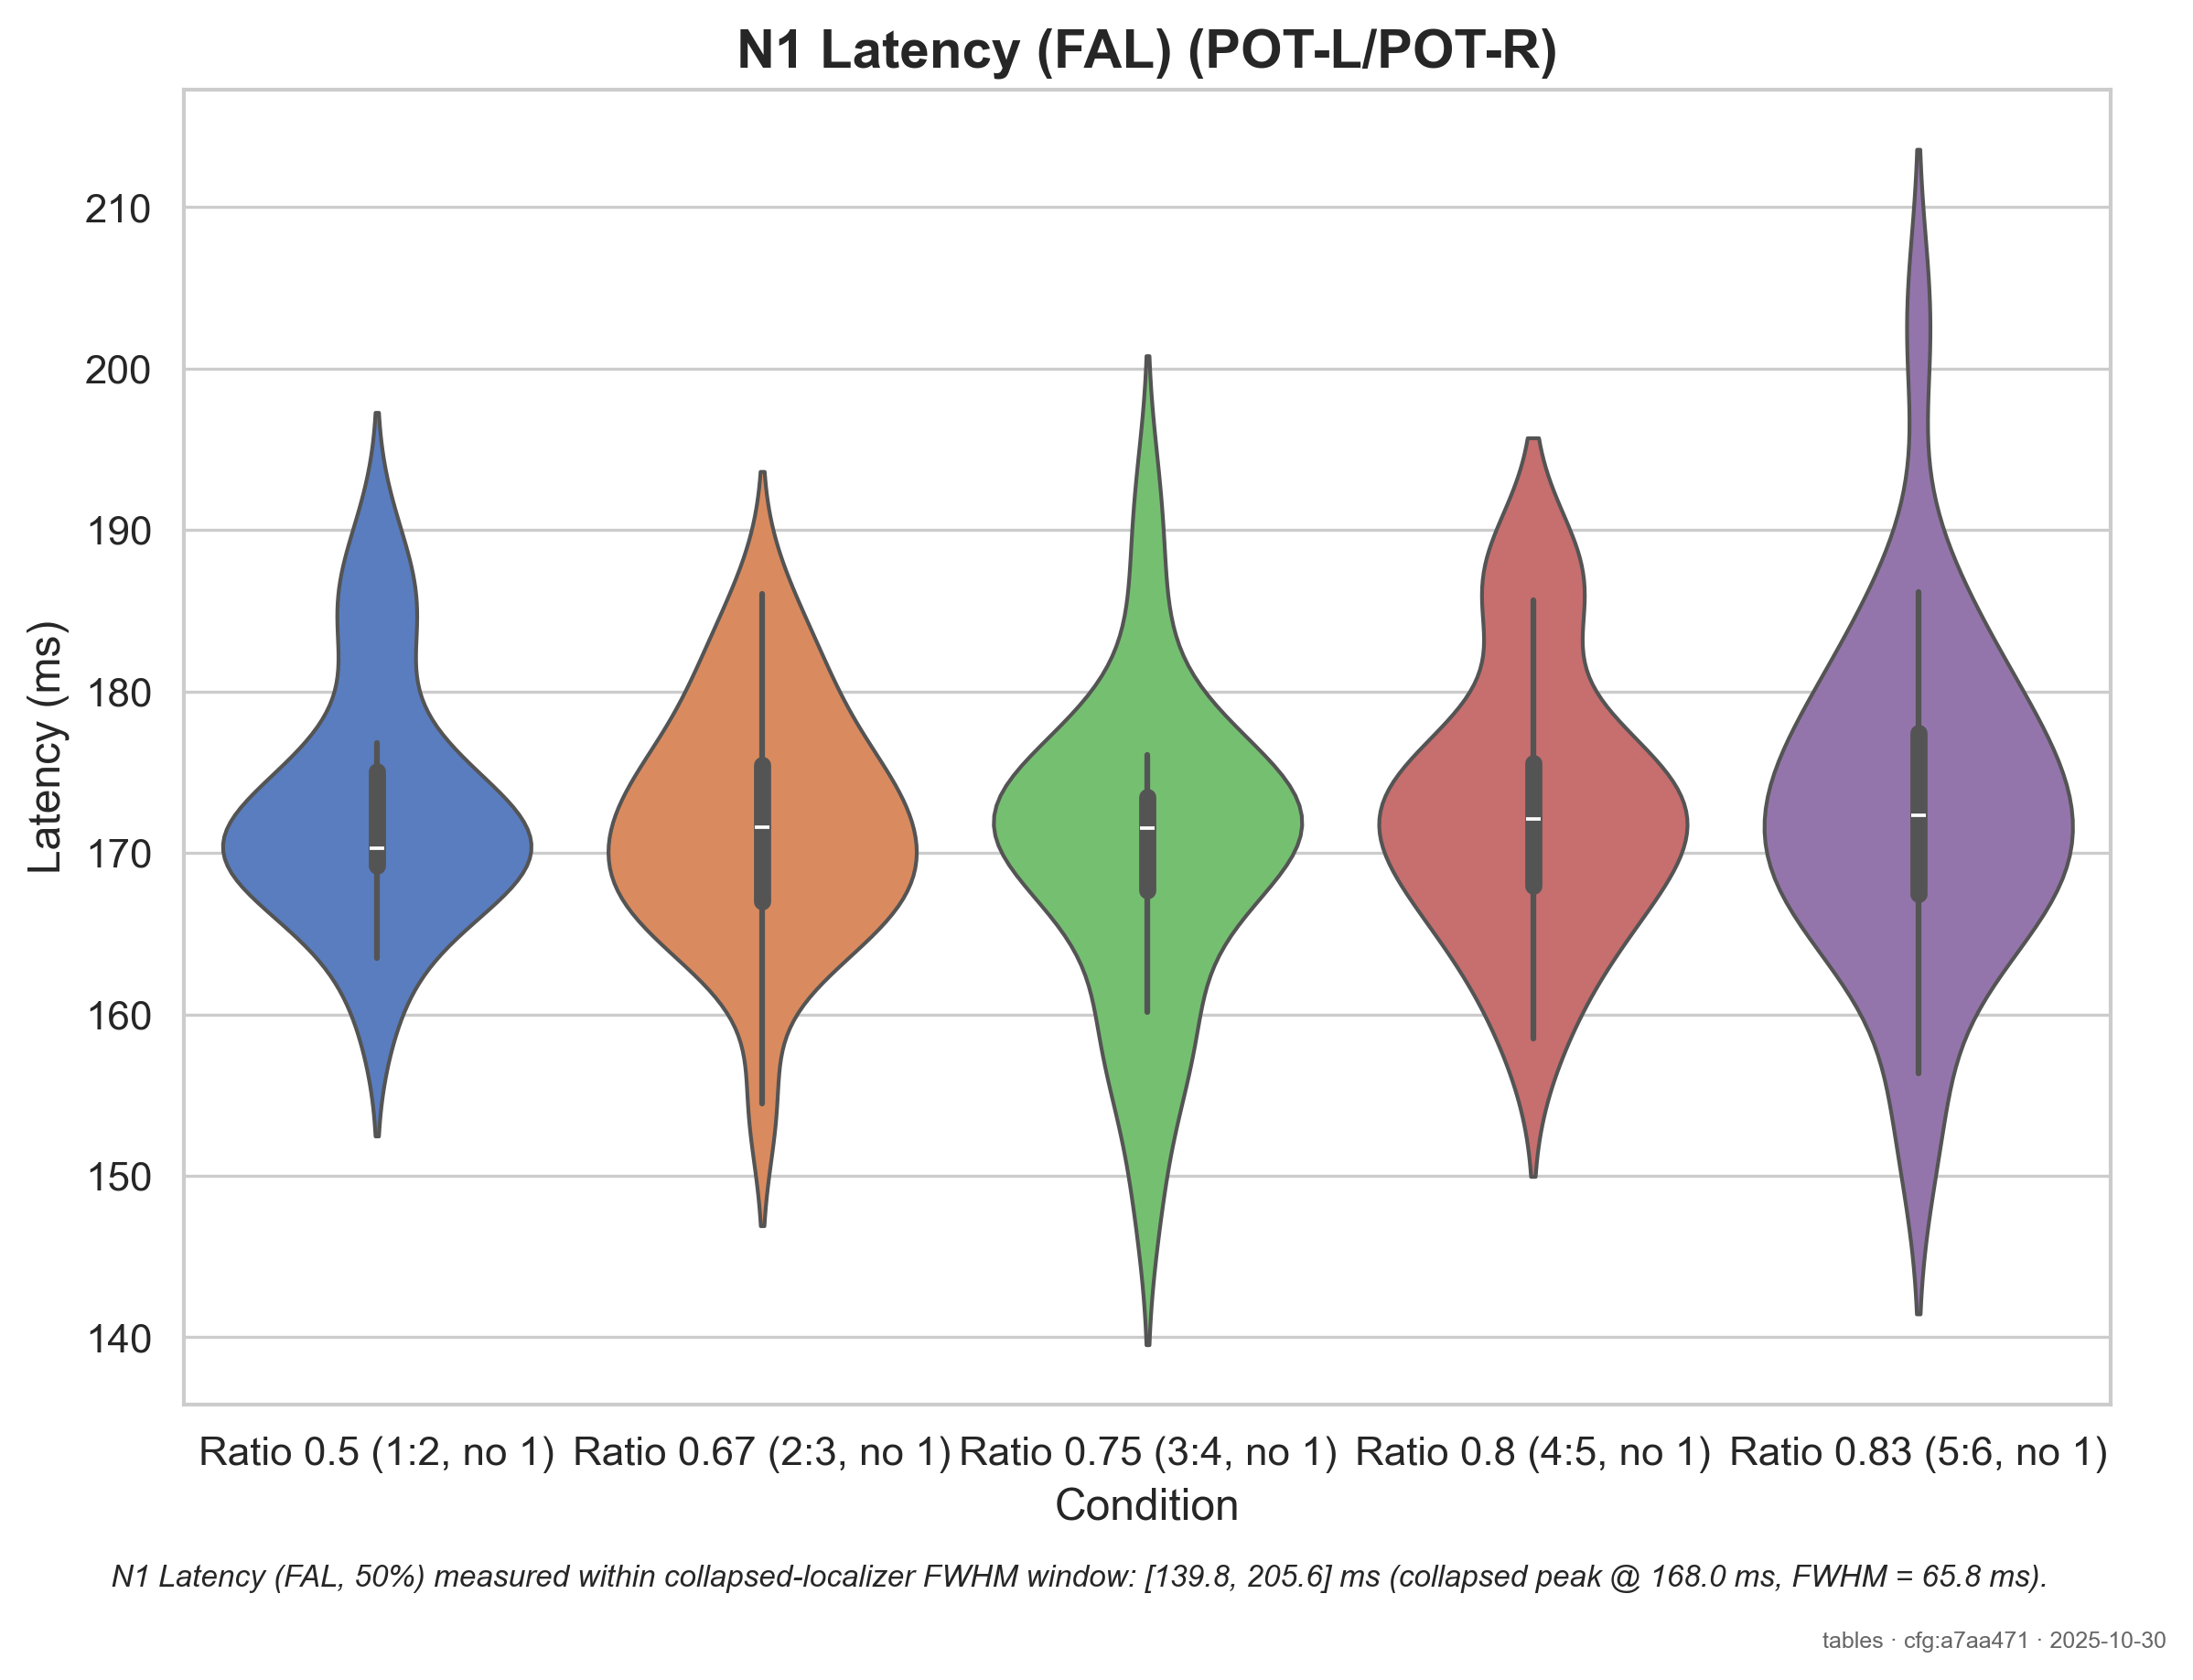 N1 Latency (FAL) (POT-L/POT-R)
Latency (ms)
210
200
190
180
170
160
150
140
Ratio 0.5 (1:2, no 1) Ratio 0.67 (2:3, no 1) Ratio 0.75 (3:4, no 1) Ratio 0.8 (4:5, no 1) Ratio 0.83 (5:6, no 1)
Condition
N1 Latency (FAL, 50%) measured within collapsed-localizer FWHM window: [139.8, 205.6] ms (collapsed peak @ 168.0 ms, FWHM = 65.8 ms).
tables · cfg:a7aa471 · 2025-10-30